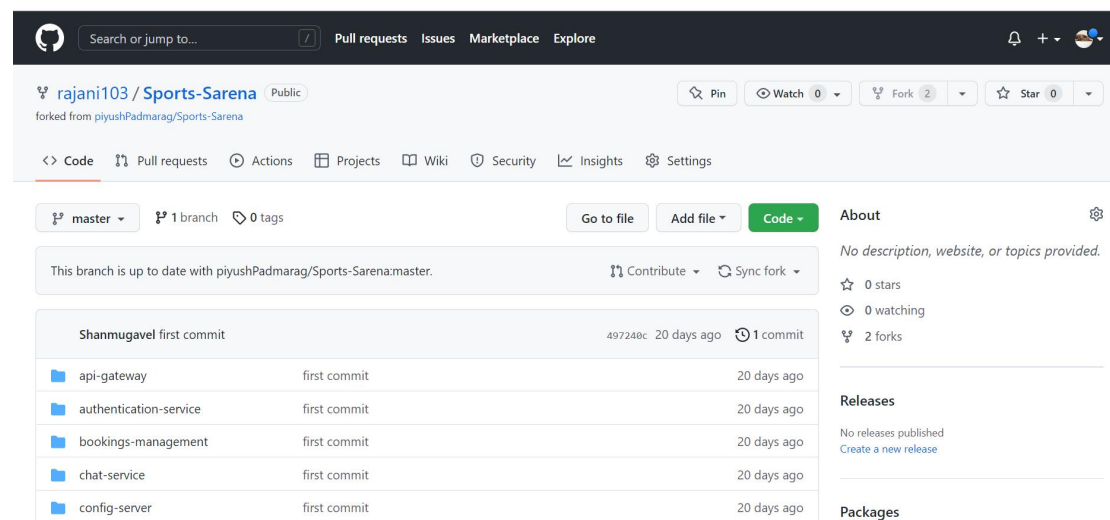 Search or jump to... / Pull requests Issues Marketplace Explore
rajani103 / Sports-Sarena Public
Pin Watch 0 Fork 2 Star 0
forked from piyushPadmarag/Sports-Sarena
Code Pull requests Actions Projects Wiki Security Insights Settings
master 1 branch 0 tags Go to file Add file Code
This branch is up to date with piyushPadmarag/Sports-Sarena:master. Contribute Sync fork
Shanmugavel first commit 497240c 20 days ago 1 commit
api-gateway first commit 20 days ago
authentication-service first commit 20 days ago
bookings-management first commit 20 days ago
chat-service first commit 20 days ago
config-server first commit 20 days ago
About
No description, website, or topics provided.
0 stars
0 watching
2 forks
Releases
No releases published
Create a new release
Packages